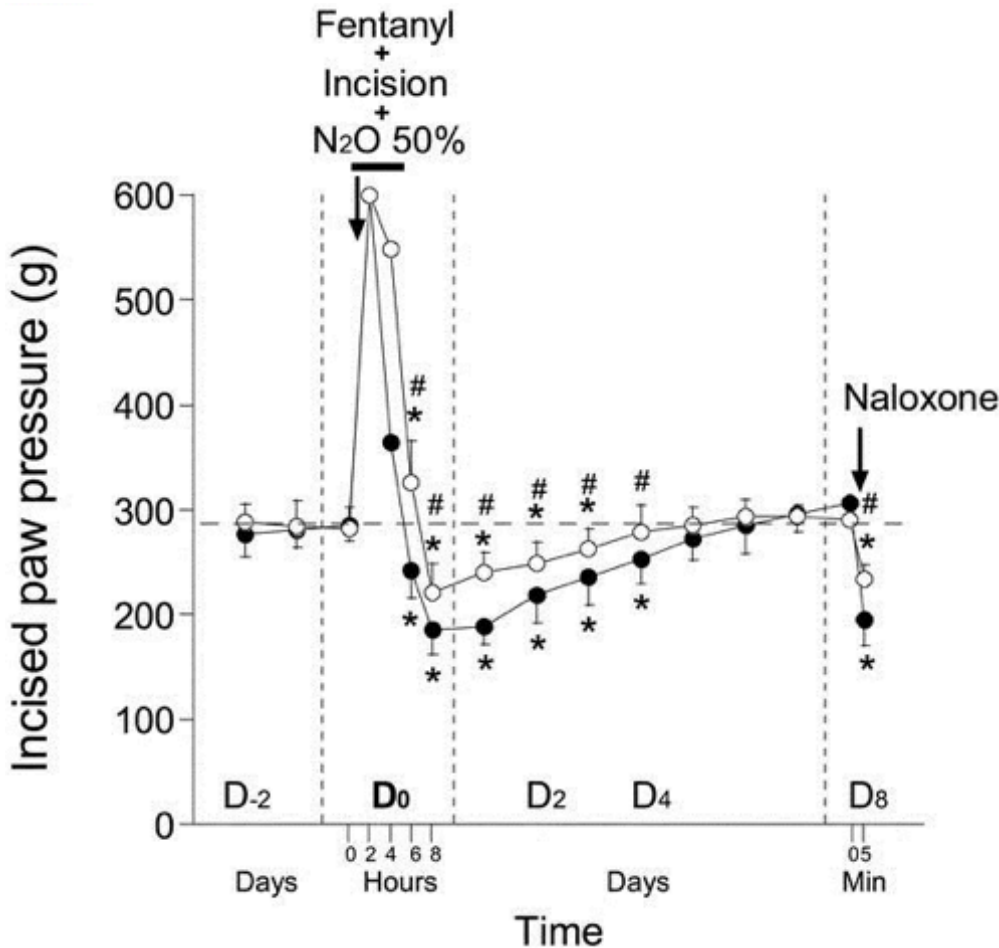 Fentanyl
+
Incision
+
N2O 50%
600
500
400
300
200
100
0
Incised paw pressure (g)
#
*
#
*
#
*
#
*
#
*
#
#
*
*
*
*
*
*
*
*
Naloxone
D-2
D0
D2
D4
D8
0 2 4 6 8
05
Days
Hours
Days
Min
Time